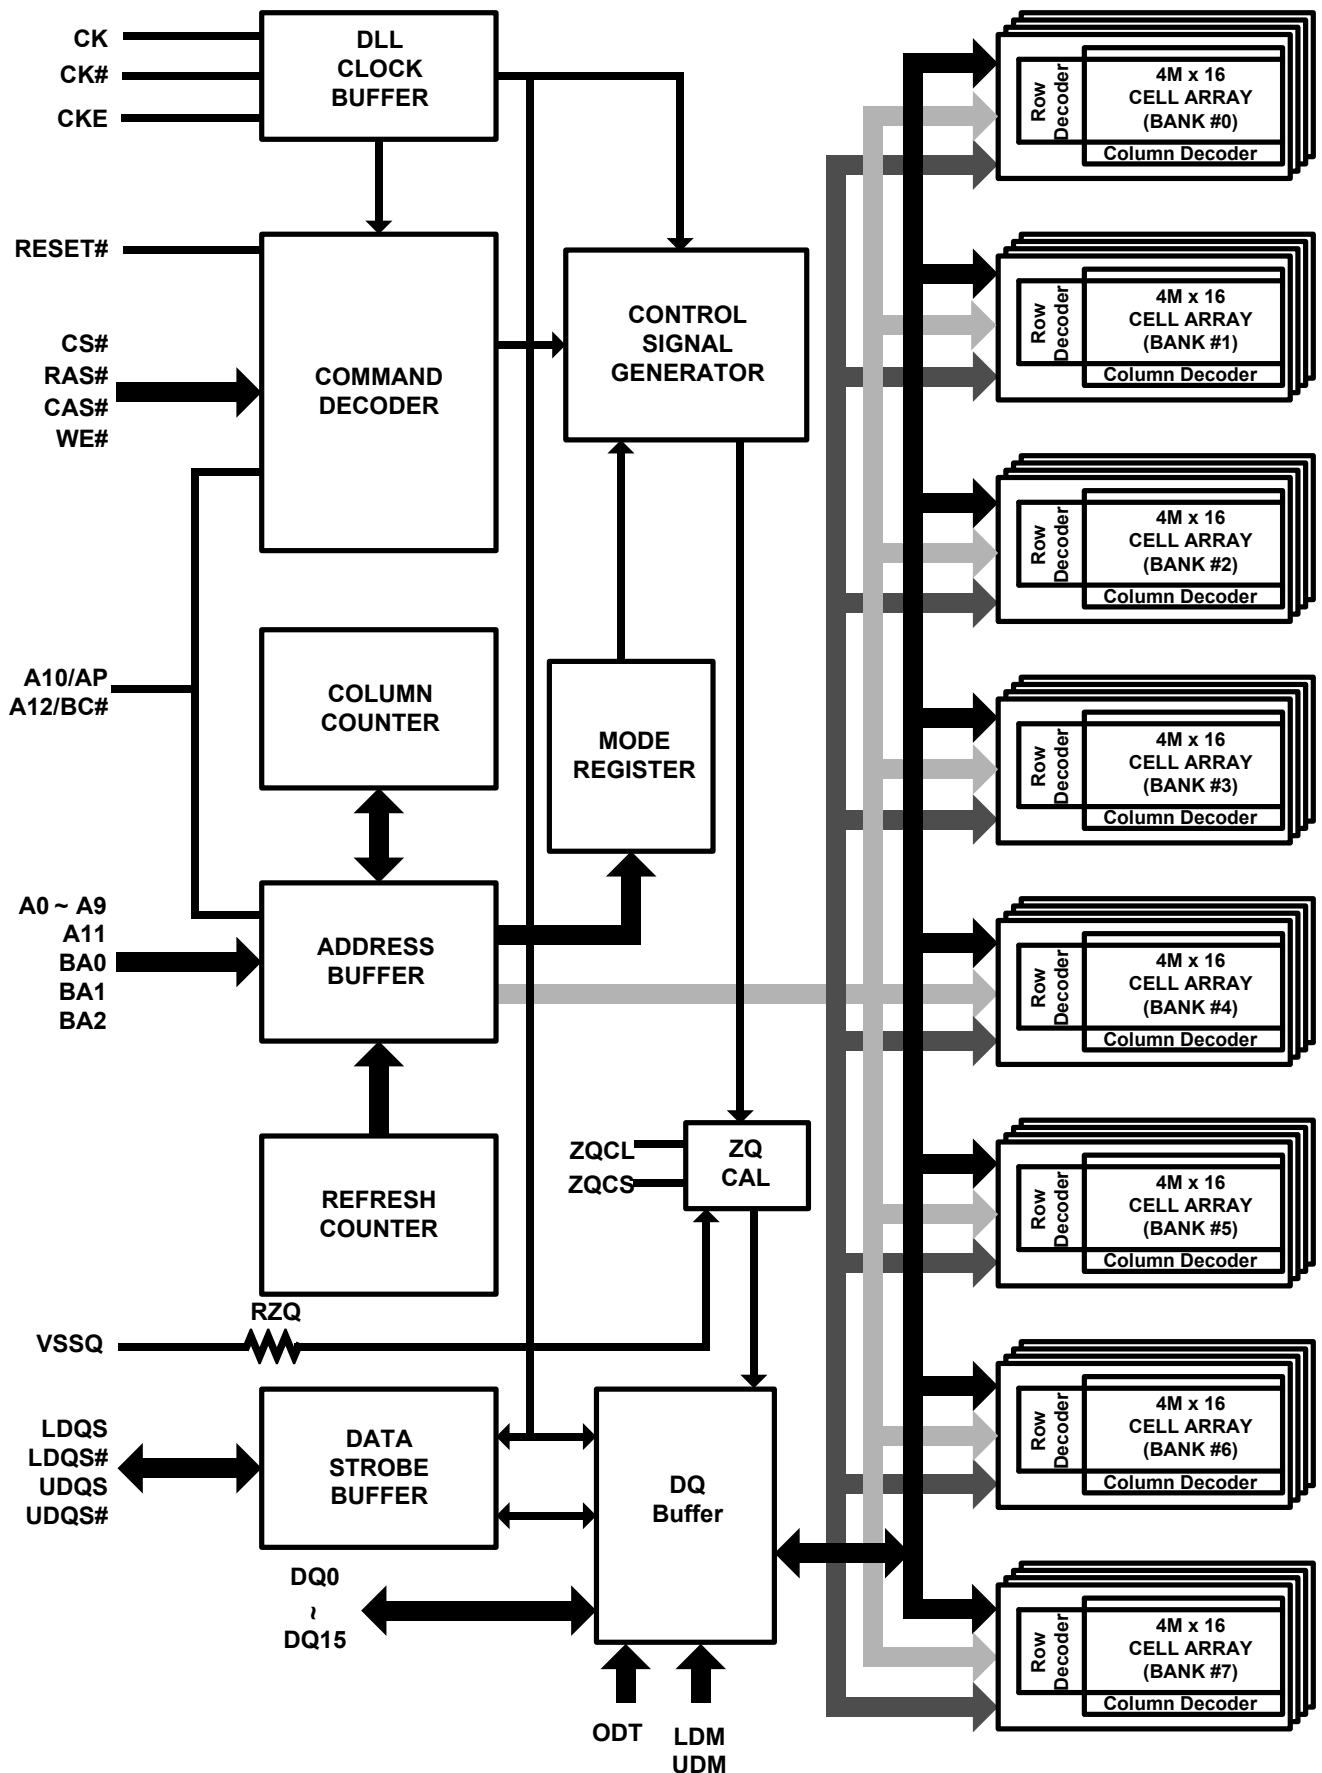 CK
CK#
CKE
DLL
CLOCK
BUFFER
RESET#
CS#
RAS#
CAS#
WE#
COMMAND
DECODER
CONTROL
SIGNAL
GENERATOR
A10/AP
A12/BC#
COLUMN
COUNTER
MODE
REGISTER
A0 ~ A9
A11
BA0
BA1
BA2
ADDRESS
BUFFER
REFRESH
COUNTER
ZQCL
ZQCS
ZQ
CAL
RZQ
VSSQ
LDQS
LDQS#
UDQS
UDQS#
DATA
STROBE
BUFFER
DQ
Buffer
DQ0
~
DQ15
ODT
LDM
UDM
Row
Decoder
4M x 16
CELL ARRAY
(BANK #0)
Column Decoder
Row
Decoder
4M x 16
CELL ARRAY
(BANK #1)
Column Decoder
Row
Decoder
4M x 16
CELL ARRAY
(BANK #2)
Column Decoder
Row
Decoder
4M x 16
CELL ARRAY
(BANK #3)
Column Decoder
Row
Decoder
4M x 16
CELL ARRAY
(BANK #4)
Column Decoder
Row
Decoder
4M x 16
CELL ARRAY
(BANK #5)
Column Decoder
Row
Decoder
4M x 16
CELL ARRAY
(BANK #6)
Column Decoder
Row
Decoder
4M x 16
CELL ARRAY
(BANK #7)
Column Decoder